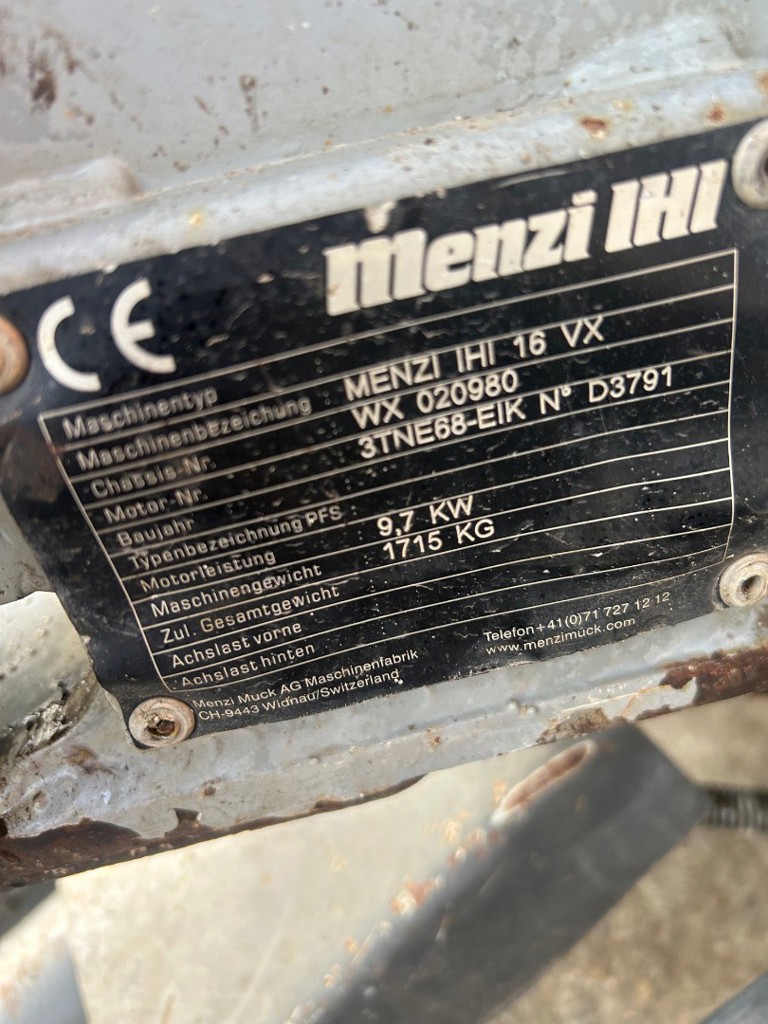 CE
Menzi IHI
Maschinentyp
Maschinenbezeichung : MENZI IHI 16 VX
Chassis-Nr. WX 020980
Motor-Nr. 3TNE68-EIK N° D3791
Baujahr
Typenbezeichnung PFS :
Motorleistung 9,7 KW
Maschinengewicht 1715 KG
Zul. Gesamtgewicht
Achslast vorne
Achslast hinten
Menzi Muck AG Maschinenfabrik
CH-9443 Widnau/Switzerland
Telefon +41(0)71 727 12 12
www.menzimuck.com